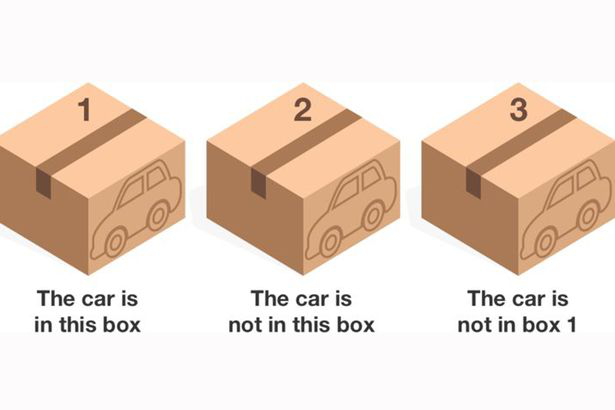 1
2
3
The car is
in this box
The car is
not in this box
The car is
not in box 1